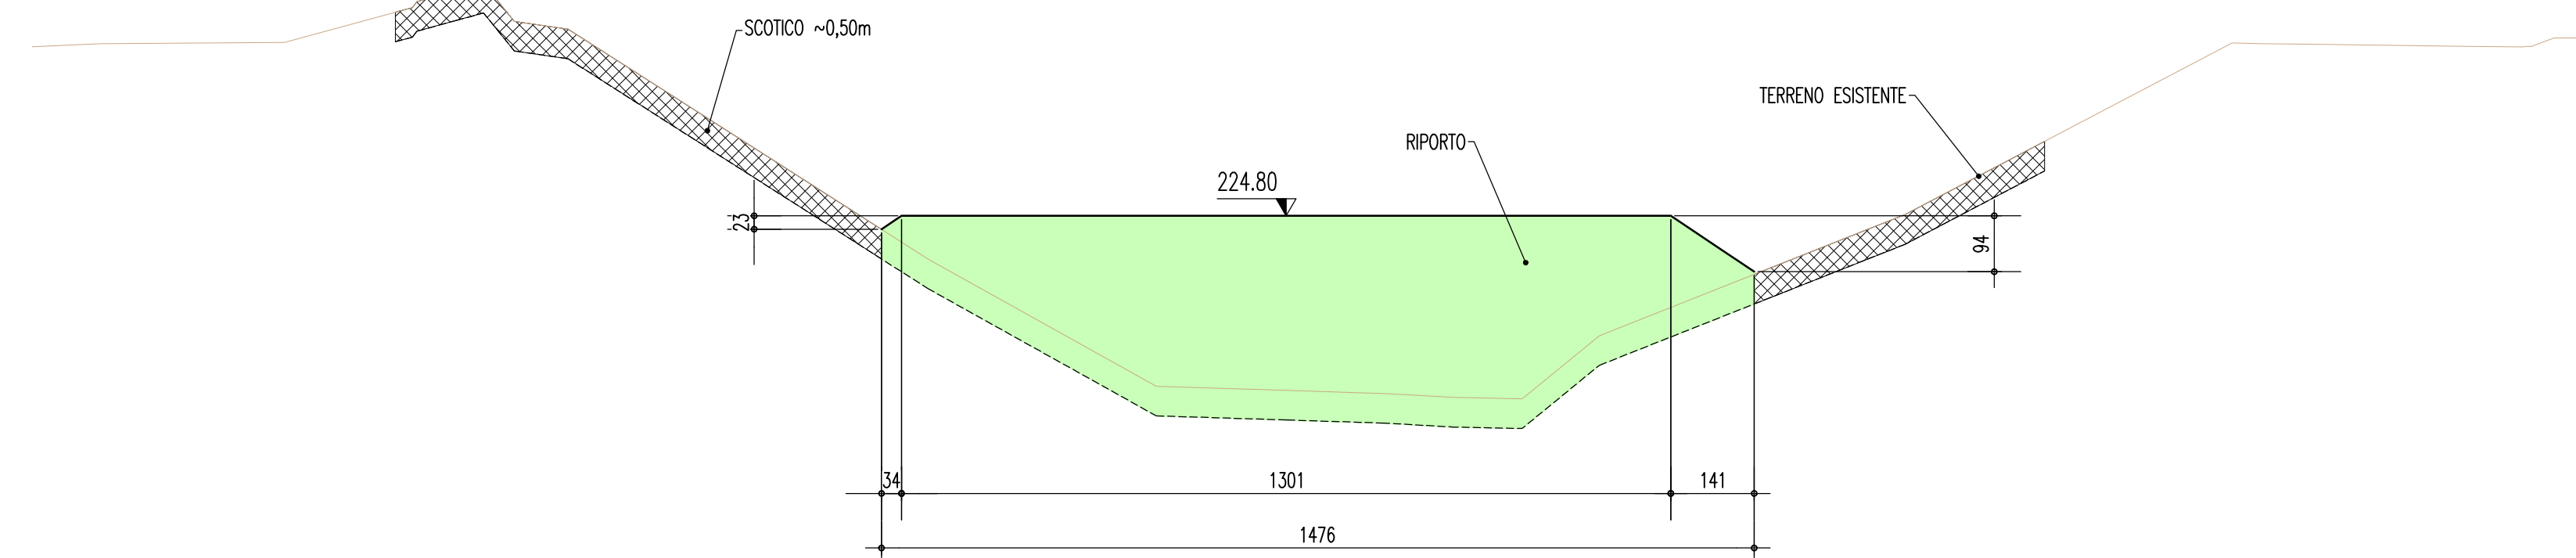 SCOTICO ~0,50m
TERRENO ESISTENTE
RIPORTO
224.80
23
94
34
1301
141
1476